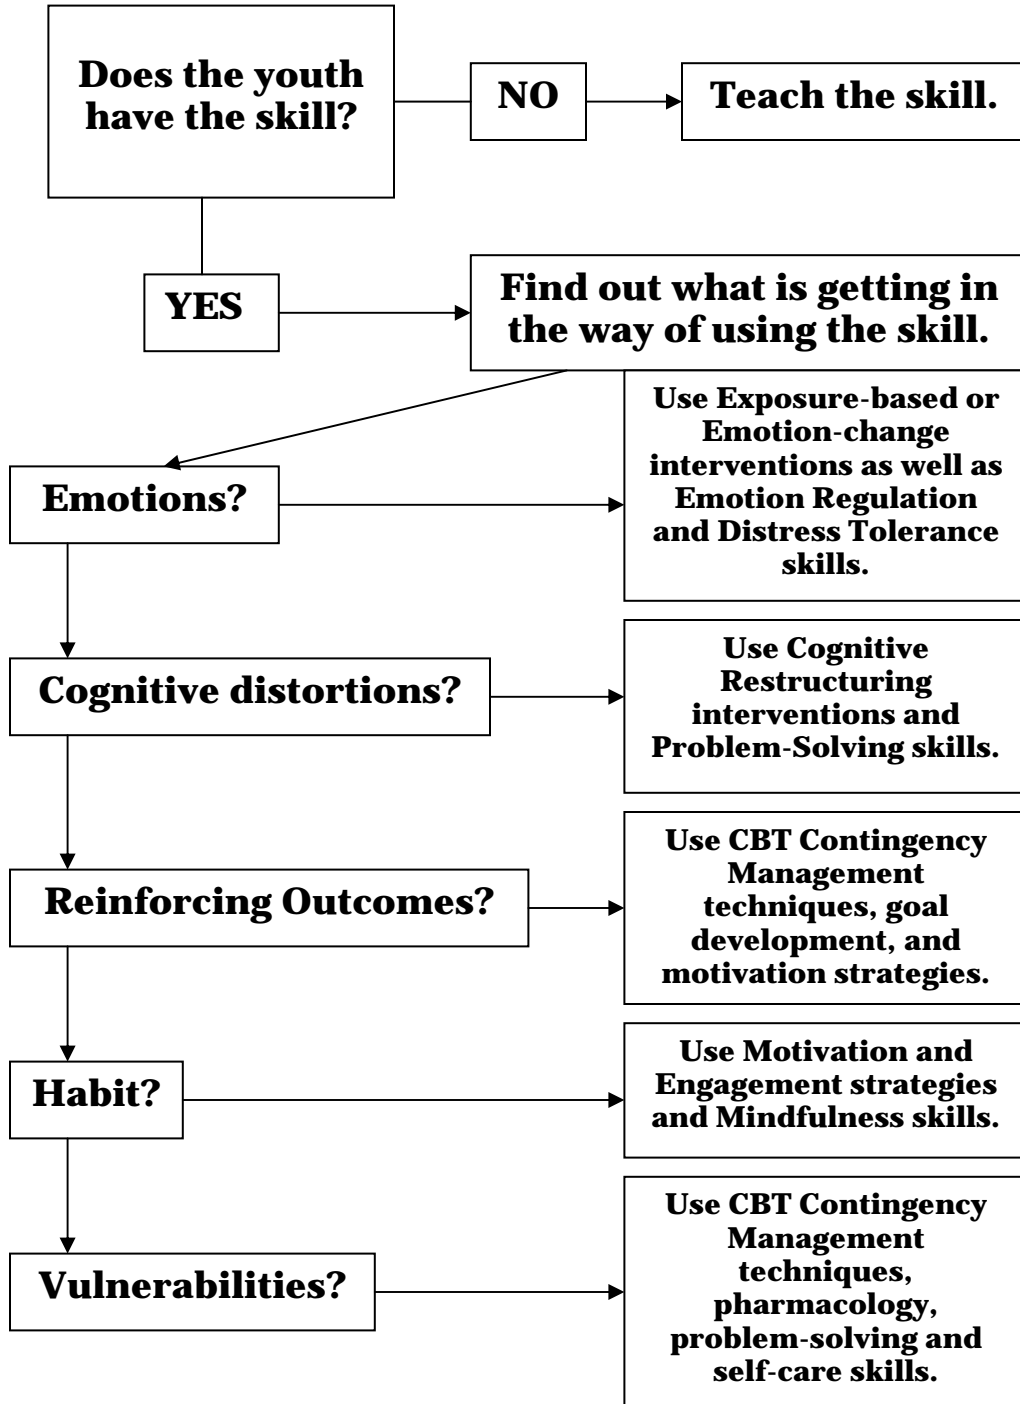 Does the youth
have the skill?
NO
Teach the skill.
YES
Find out what is getting in
the way of using the skill.
Emotions?
Use Exposure-based or
Emotion-change
interventions as well as
Emotion Regulation
and Distress Tolerance
skills.
Cognitive distortions?
Use Cognitive
Restructuring
interventions and
Problem-Solving skills.
Reinforcing Outcomes?
Use CBT Contingency
Management
techniques, goal
development, and
motivation strategies.
Habit?
Use Motivation and
Engagement strategies
and Mindfulness skills.
Vulnerabilities?
Use CBT Contingency
Management
techniques,
pharmacology,
problem-solving and
self-care skills.